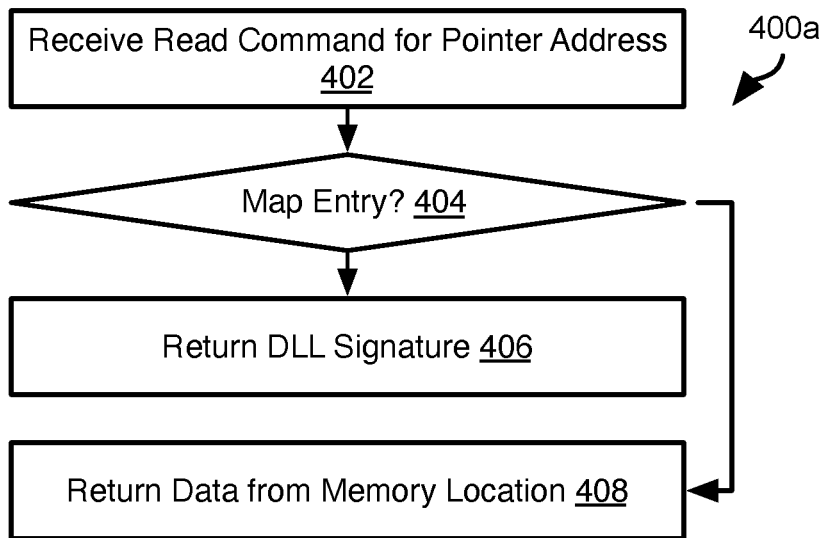 Receive Read Command for Pointer Address
402
400a
Map Entry? 404
Return DLL Signature 406
Return Data from Memory Location 408